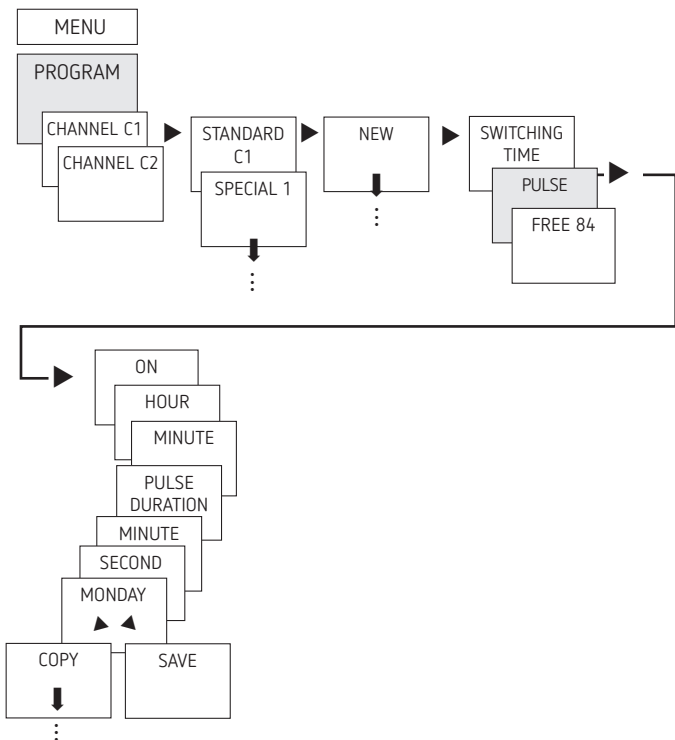 MENU
PROGRAM
CHANNEL C1
CHANNEL C2
STANDARD
C1
SPECIAL 1
NEW
SWITCHING
TIME
PULSE
FREE 84
ON
HOUR
MINUTE
PULSE
DURATION
MINUTE
SECOND
MONDAY
COPY
SAVE